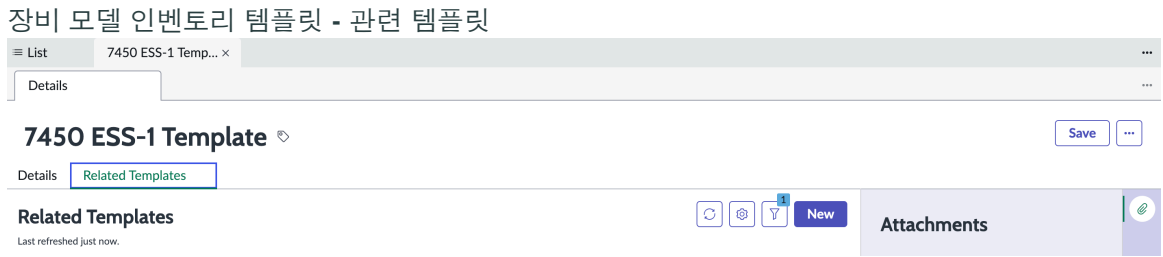 장비 모델 인벤토리 템플릿 - 관련 템플릿
≡ List 7450 ESS-1 Temp... × ...
Details ...
7450 ESS-1 Template
Save ...
Details Related Templates
Related Templates 1 New Attachments
Last refreshed just now.